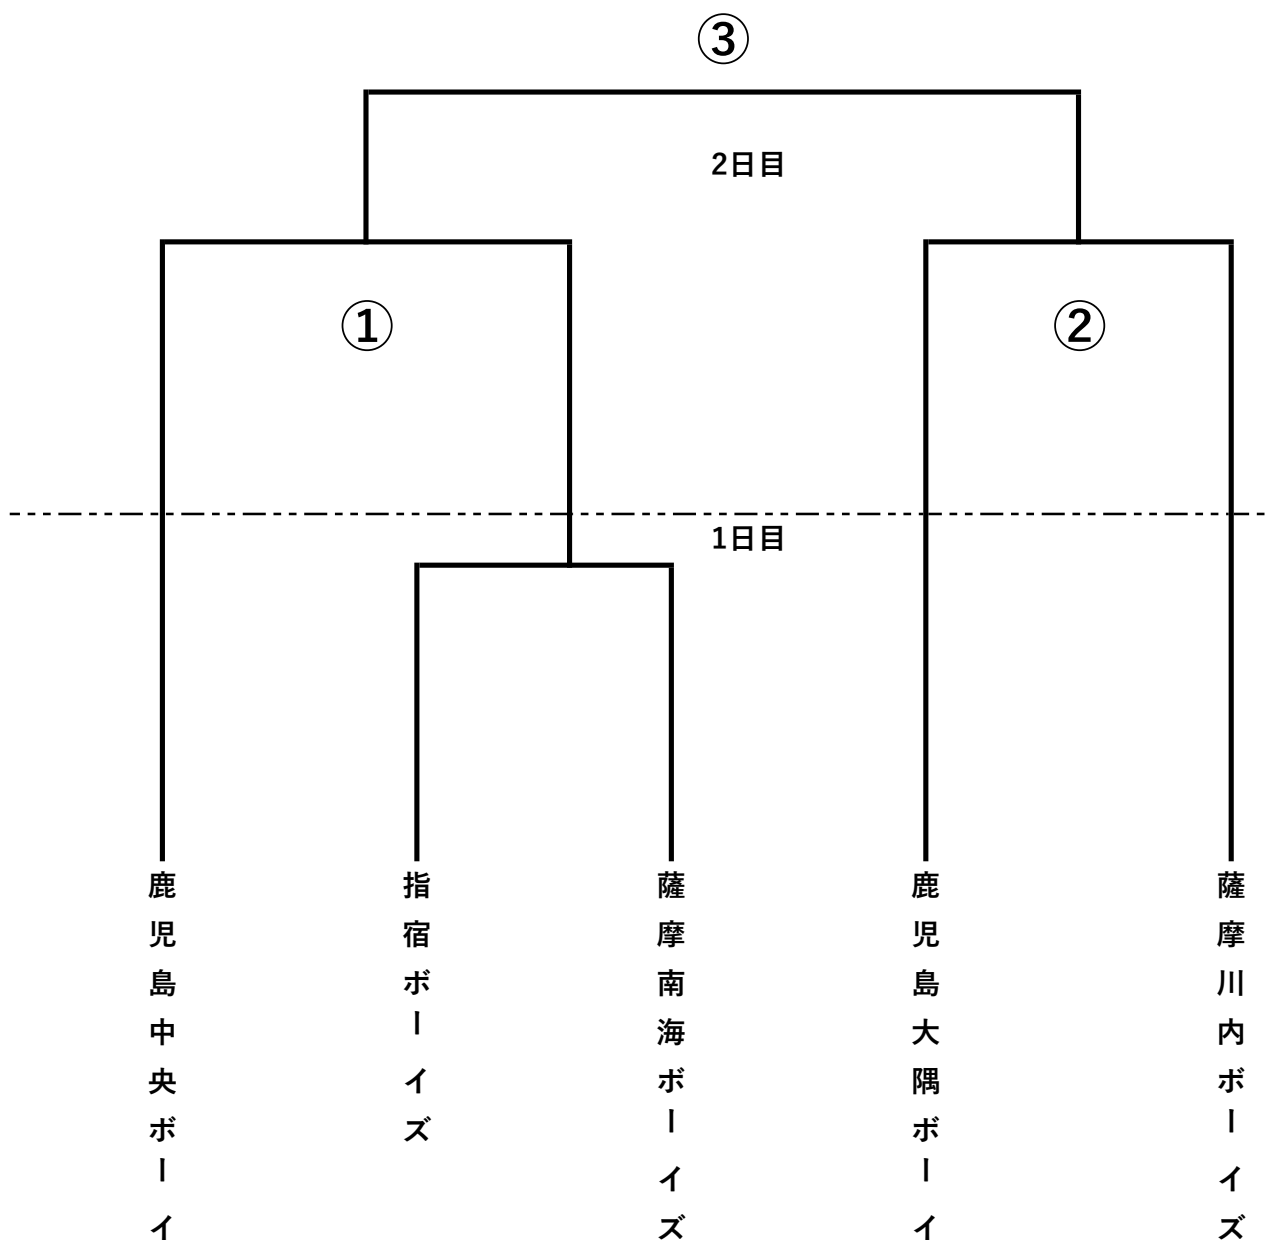 ③
2日目
①
②
1日目
鹿児島中央ボーイ
指宿ボーイズ
薩摩南海ボーイズ
鹿児島大隅ボーイ
薩摩川内ボーイズ